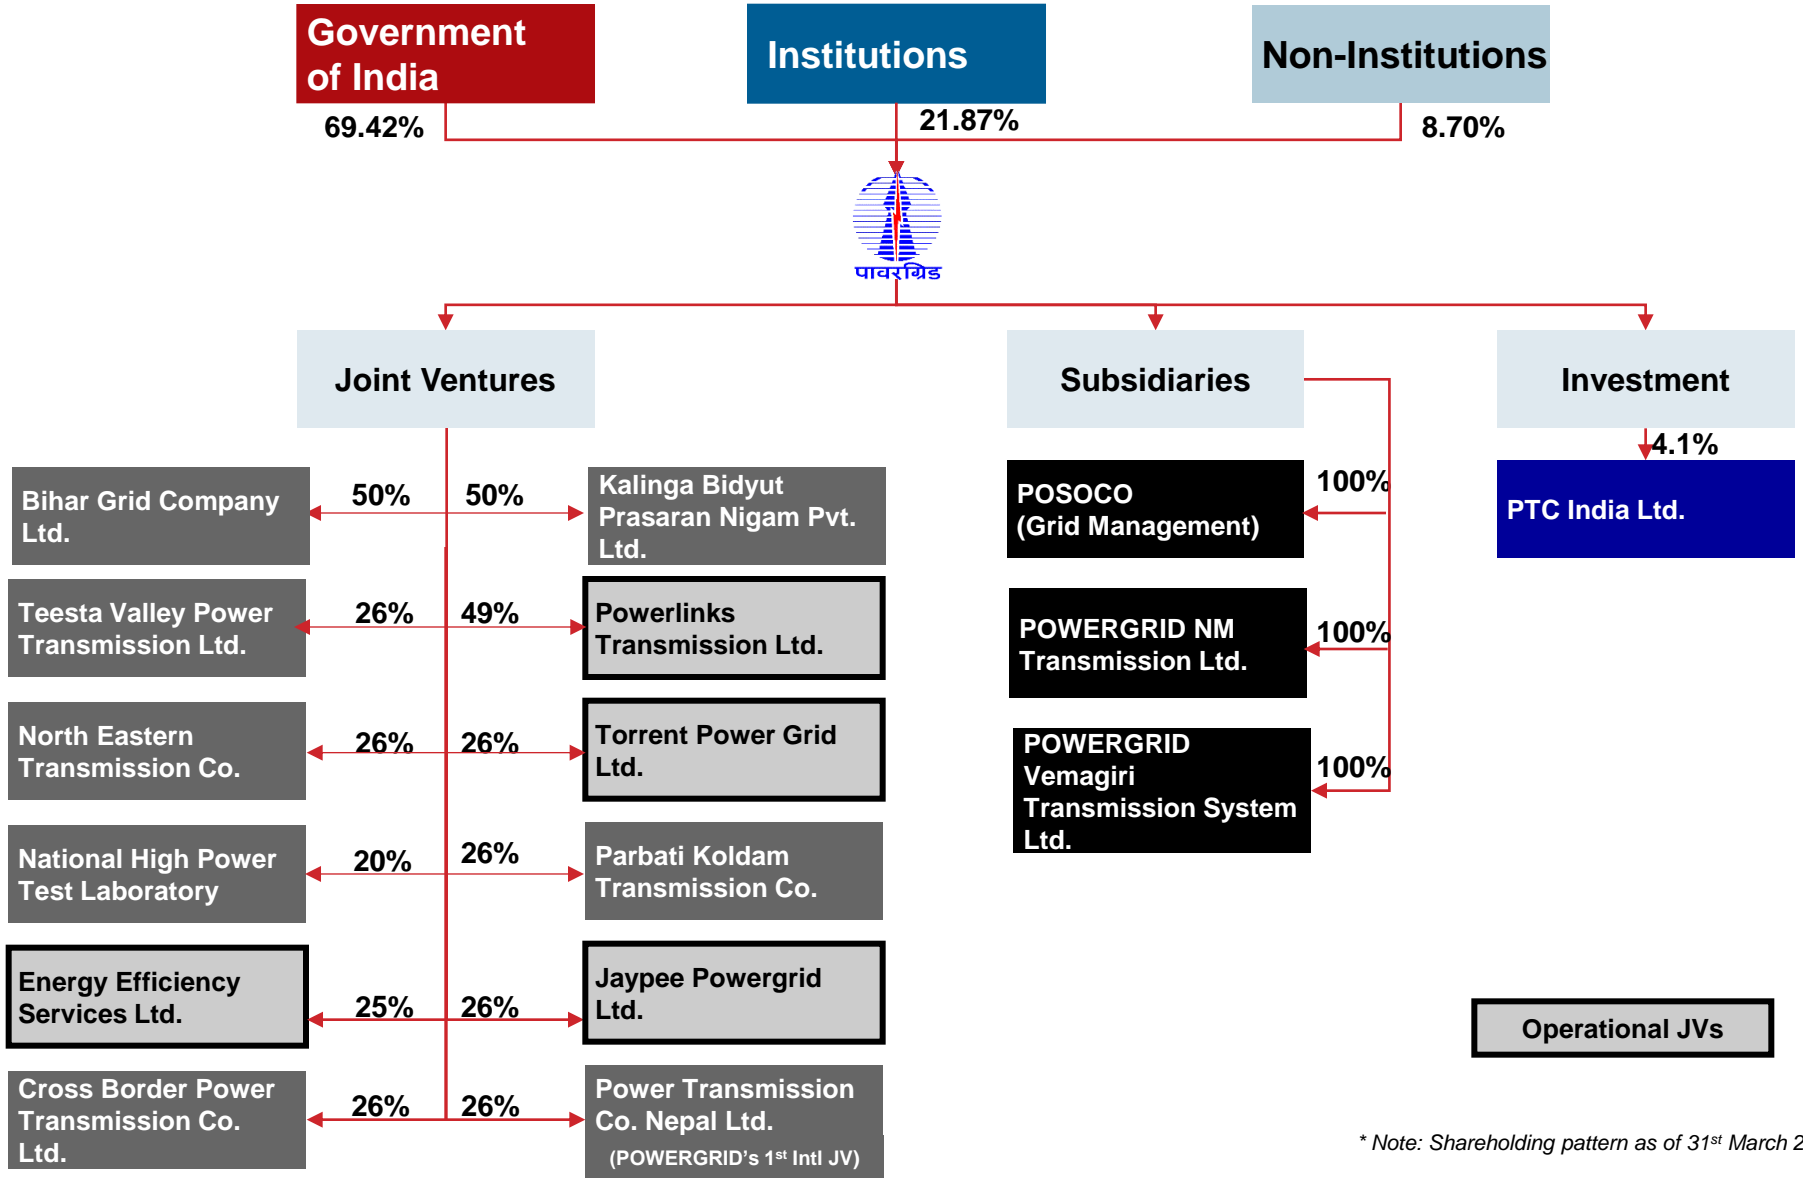 Government
of India
Institutions
Non-Institutions
69.42%
21.87%
8.70%
पावरग्रिड
Joint Ventures
Subsidiaries
Investment
4.1%
Bihar Grid Company
Ltd.
50%
50%
Kalinga Bidyut
Prasaran Nigam Pvt.
Ltd.
POSOCO
(Grid Management)
100%
PTC India Ltd.
Teesta Valley Power
Transmission Ltd.
26%
49%
Powerlinks
Transmission Ltd.
POWERGRID NM
Transmission Ltd.
100%
North Eastern
Transmission Co.
26%
26%
Torrent Power Grid
Ltd.
POWERGRID
Vemagiri
Transmission System
Ltd.
100%
National High Power
Test Laboratory
20%
26%
Parbati Koldam
Transmission Co.
Energy Efficiency
Services Ltd.
25%
26%
Jaypee Powergrid
Ltd.
Operational JVs
Cross Border Power
Transmission Co.
Ltd.
26%
26%
Power Transmission
Co. Nepal Ltd.
(POWERGRID's 1st Intl JV)
* Note: Shareholding pattern as of 31st March 2